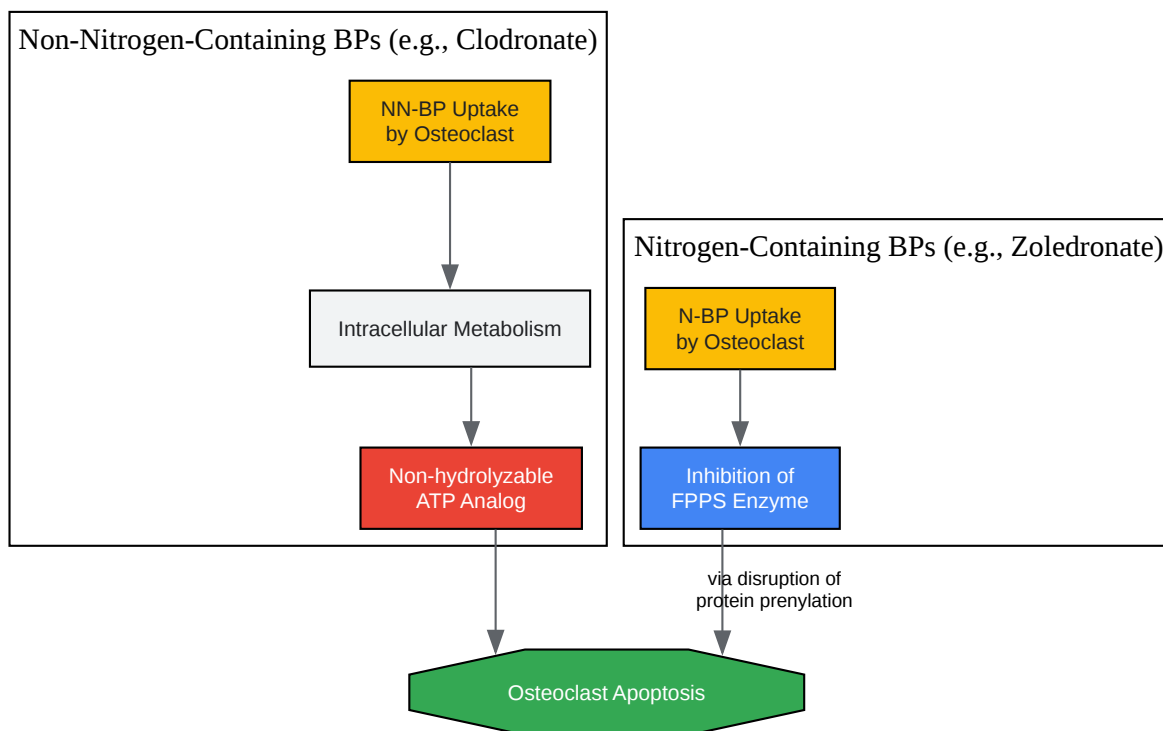 Non-Nitrogen-Containing BPs (e.g., Clodronate)
NN-BP Uptake
by Osteoclast
Intracellular Metabolism
Non-hydrolyzable
ATP Analog
Nitrogen-Containing BPs (e.g., Zoledronate)
N-BP Uptake
by Osteoclast
Inhibition of
FPPS Enzyme
via disruption of
protein prenylation
Osteoclast Apoptosis